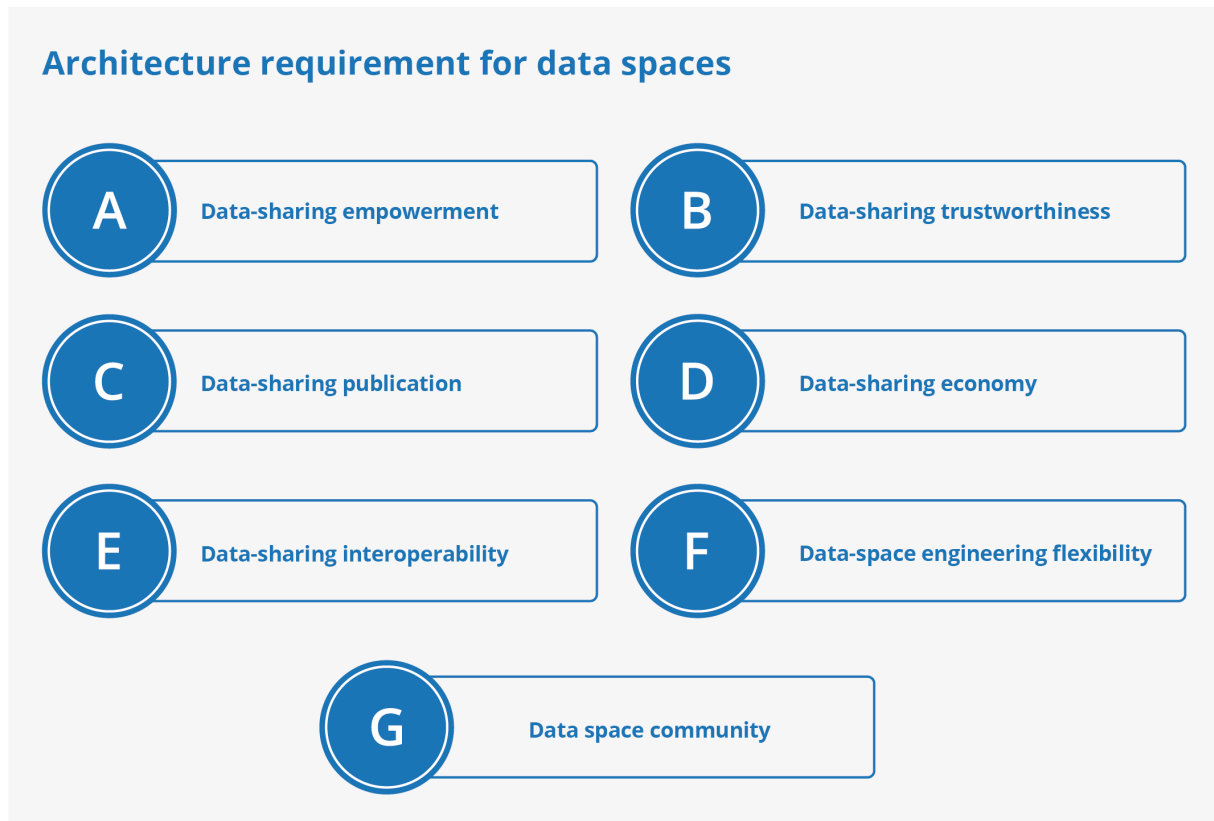 Architecture requirement for data spaces
A
Data-sharing empowerment
B
Data-sharing trustworthiness
C
Data-sharing publication
D
Data-sharing economy
E
Data-sharing interoperability
F
Data-space engineering flexibility
G
Data space community